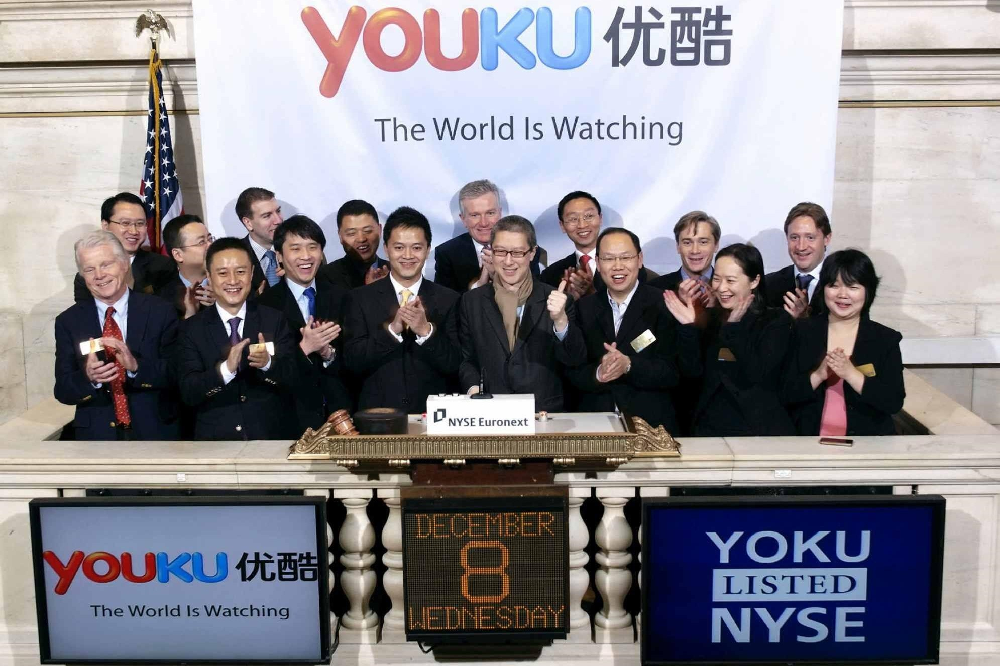 YOUKU 优酷
The World Is Watching
NYSE Euronext
YOUKU 优酷
The World Is Watching
DECEMBER
8
WEDNESDAY
YOKU
LISTED
NYSE